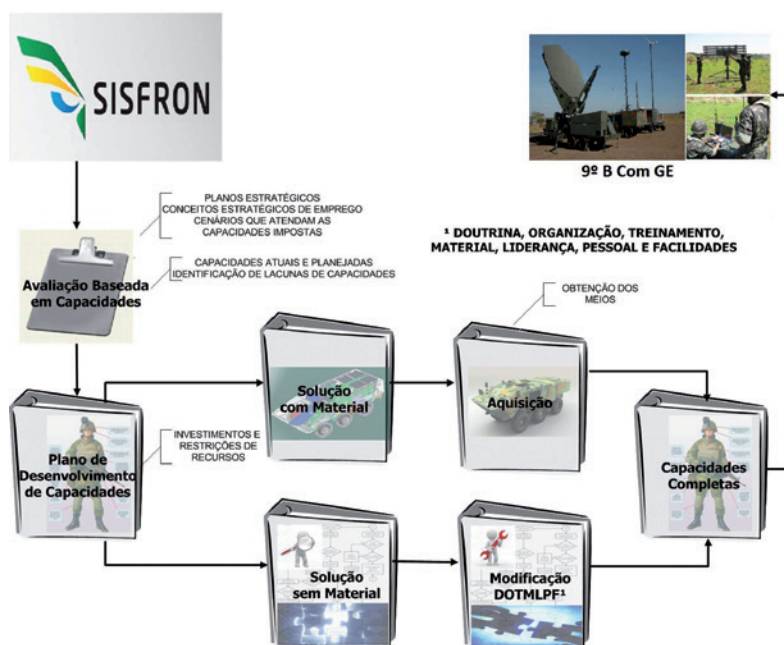 SISFRON
9º B Com GE
PLANOS ESTRATÉGICOS
CONCEITOS ESTRATÉGICOS DE EMPREGO
CENÁRIOS QUE ATENDAM AS
CAPACIDADES IMPOSTAS
¹ DOUTRINA, ORGANIZAÇÃO, TREINAMENTO,
MATERIAL, LIDERANÇA, PESSOAL E FACILIDADES
Avaliação Baseada
em Capacidades
CAPACIDADES ATUAIS E PLANEJADAS
IDENTIFICAÇÃO DE LACUNAS DE CAPACIDADES
OBTENÇÃO DOS
MEIOS
Solução
com Material
Aquisição
Plano de
Desenvolvimento
de Capacidades
INVESTIMENTOS E
RESTRIÇÕES DE
RECURSOS
Capacidades
Completas
Solução
sem Material
Modificação
DOTMLPF¹